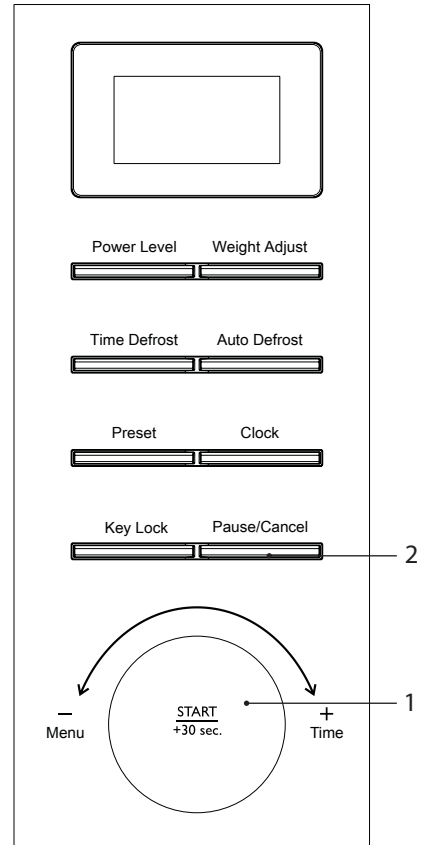 Power Level Weight Adjust
Time Defrost Auto Defrost
Preset Clock
Key Lock Pause/Cancel
2
1
− START +
Menu +30 sec. Time